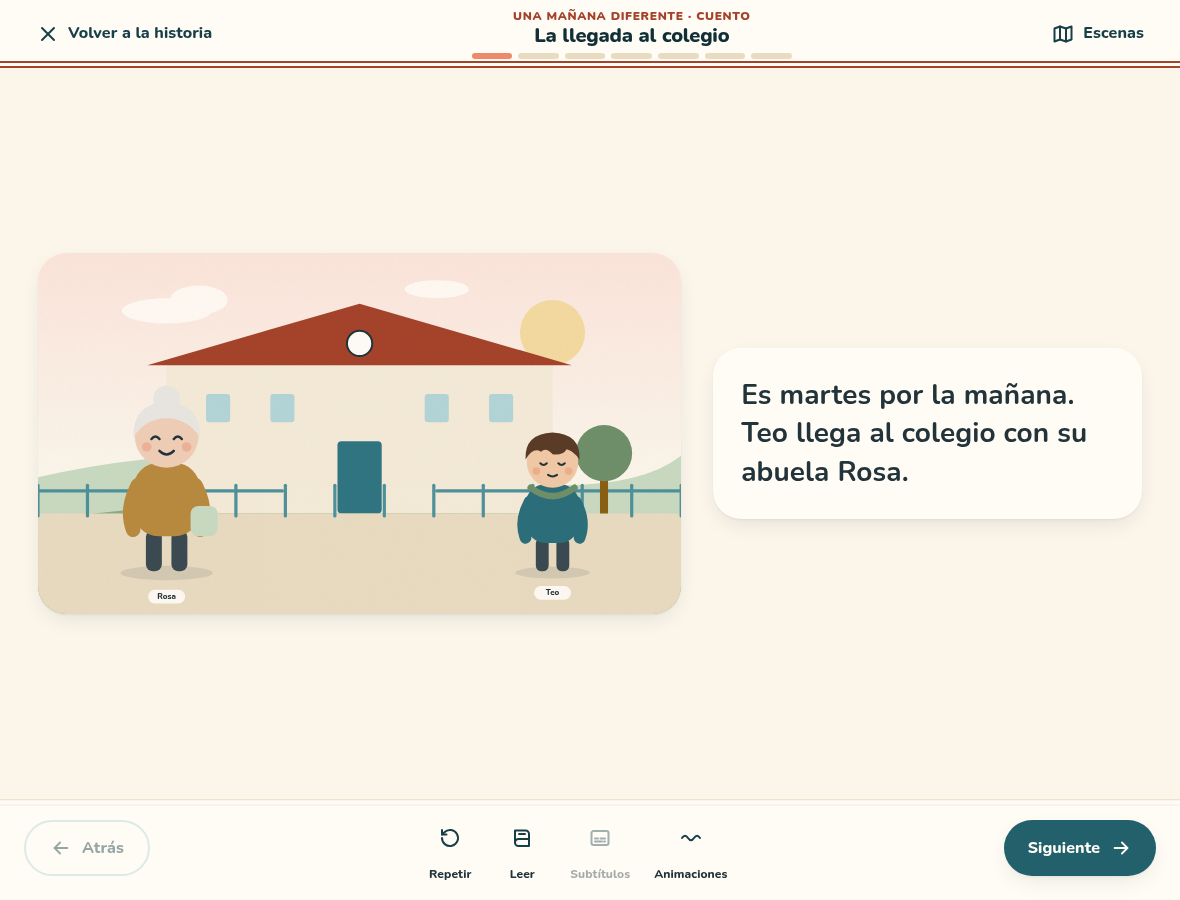 Volver a la historia
UNA MAÑANA DIFERENTE · CUENTO
La llegada al colegio
Escenas
Rosa
Teo
Es martes por la mañana.
Teo llega al colegio con su
abuela Rosa.
Atrás
Repetir
Leer
Subtítulos
Animaciones
Siguiente